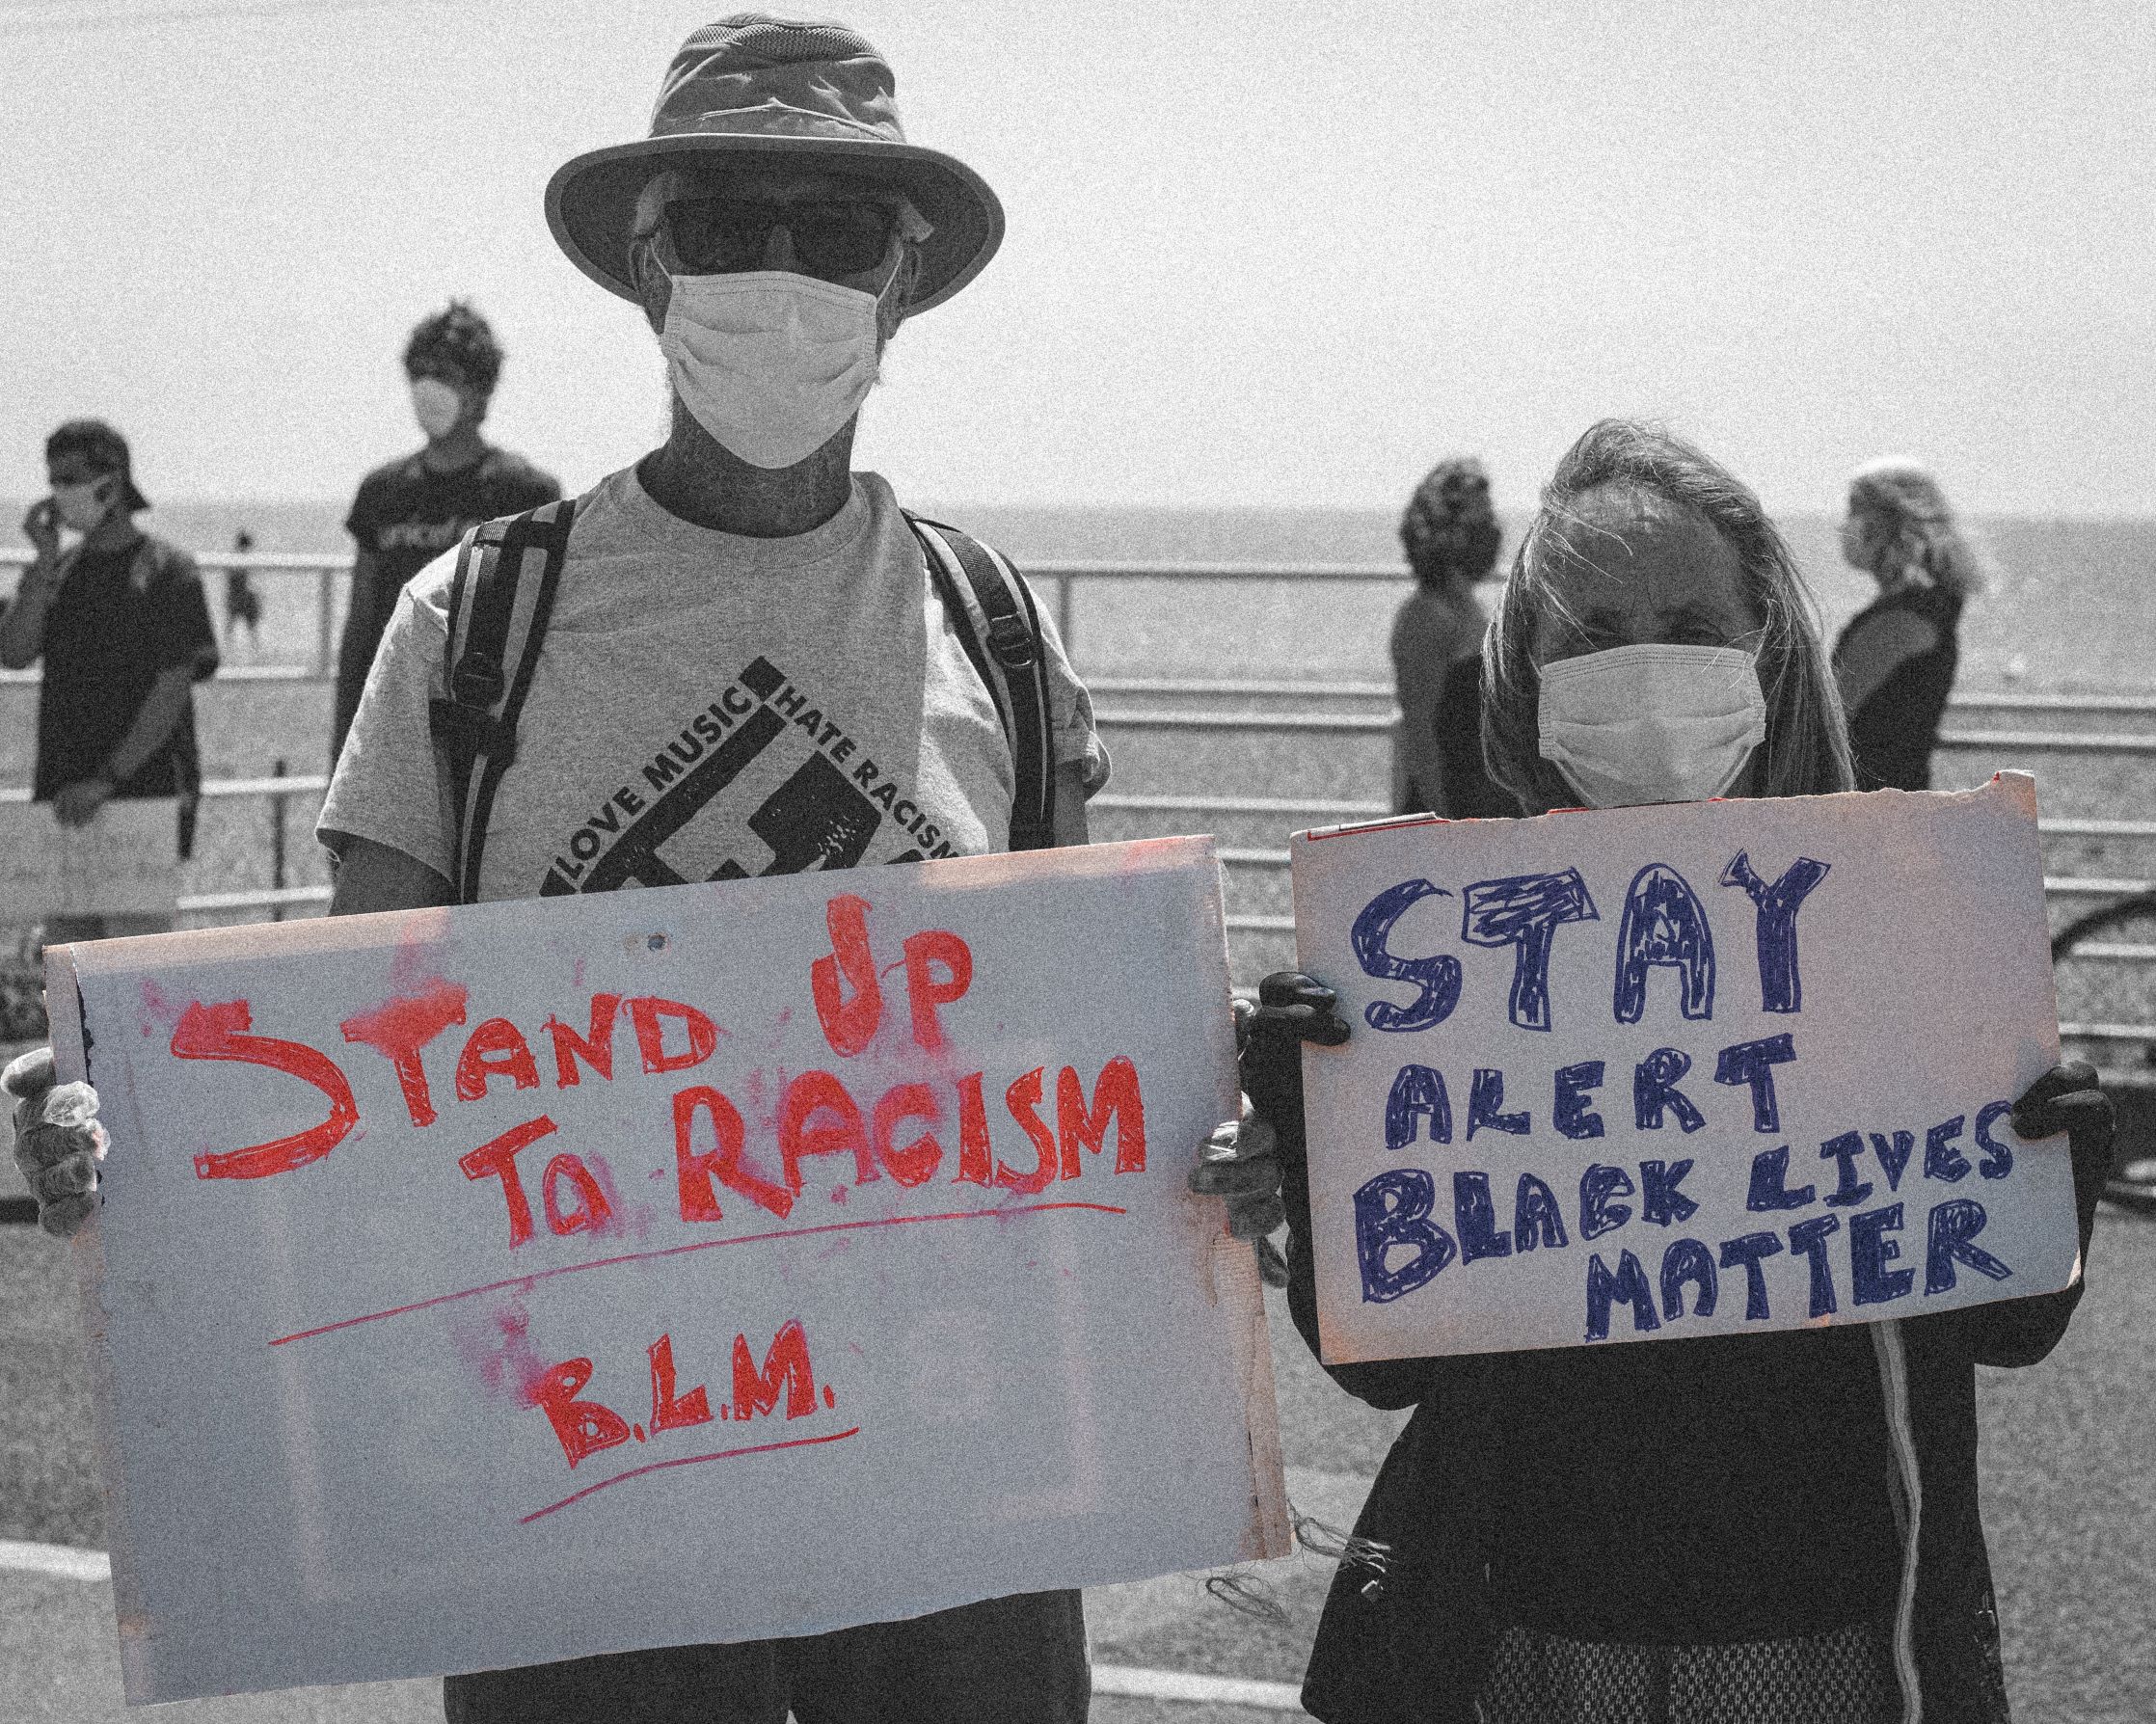 LOVE MUSIC HATE RACISM
STAND UP
TO RACISM
B.L.M.
STAY
ALERT
BLACK LIVES
MATTER